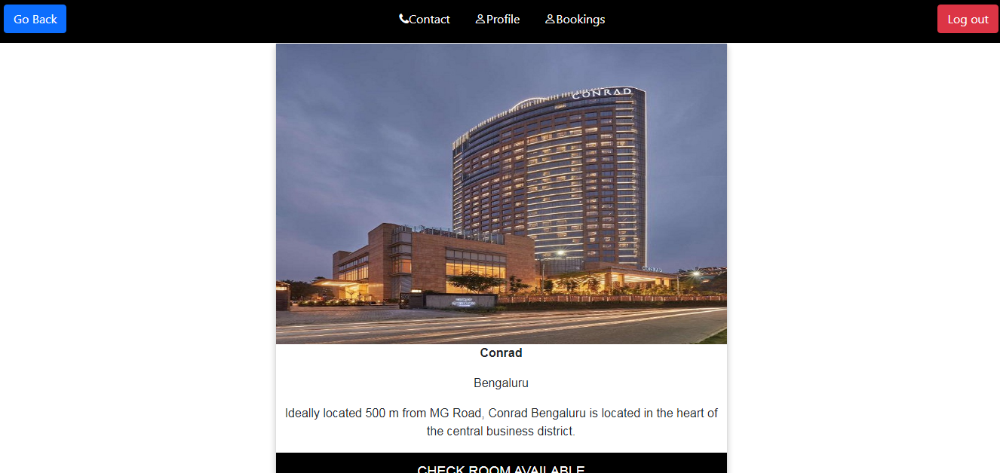 Go Back
Contact
Profile
Bookings
Log out
CONRAD
CONRAD
Conrad
Bengaluru
Ideally located 500 m from MG Road, Conrad Bengaluru is located in the heart of
the central business district.
CHECK ROOM AVAILABLE